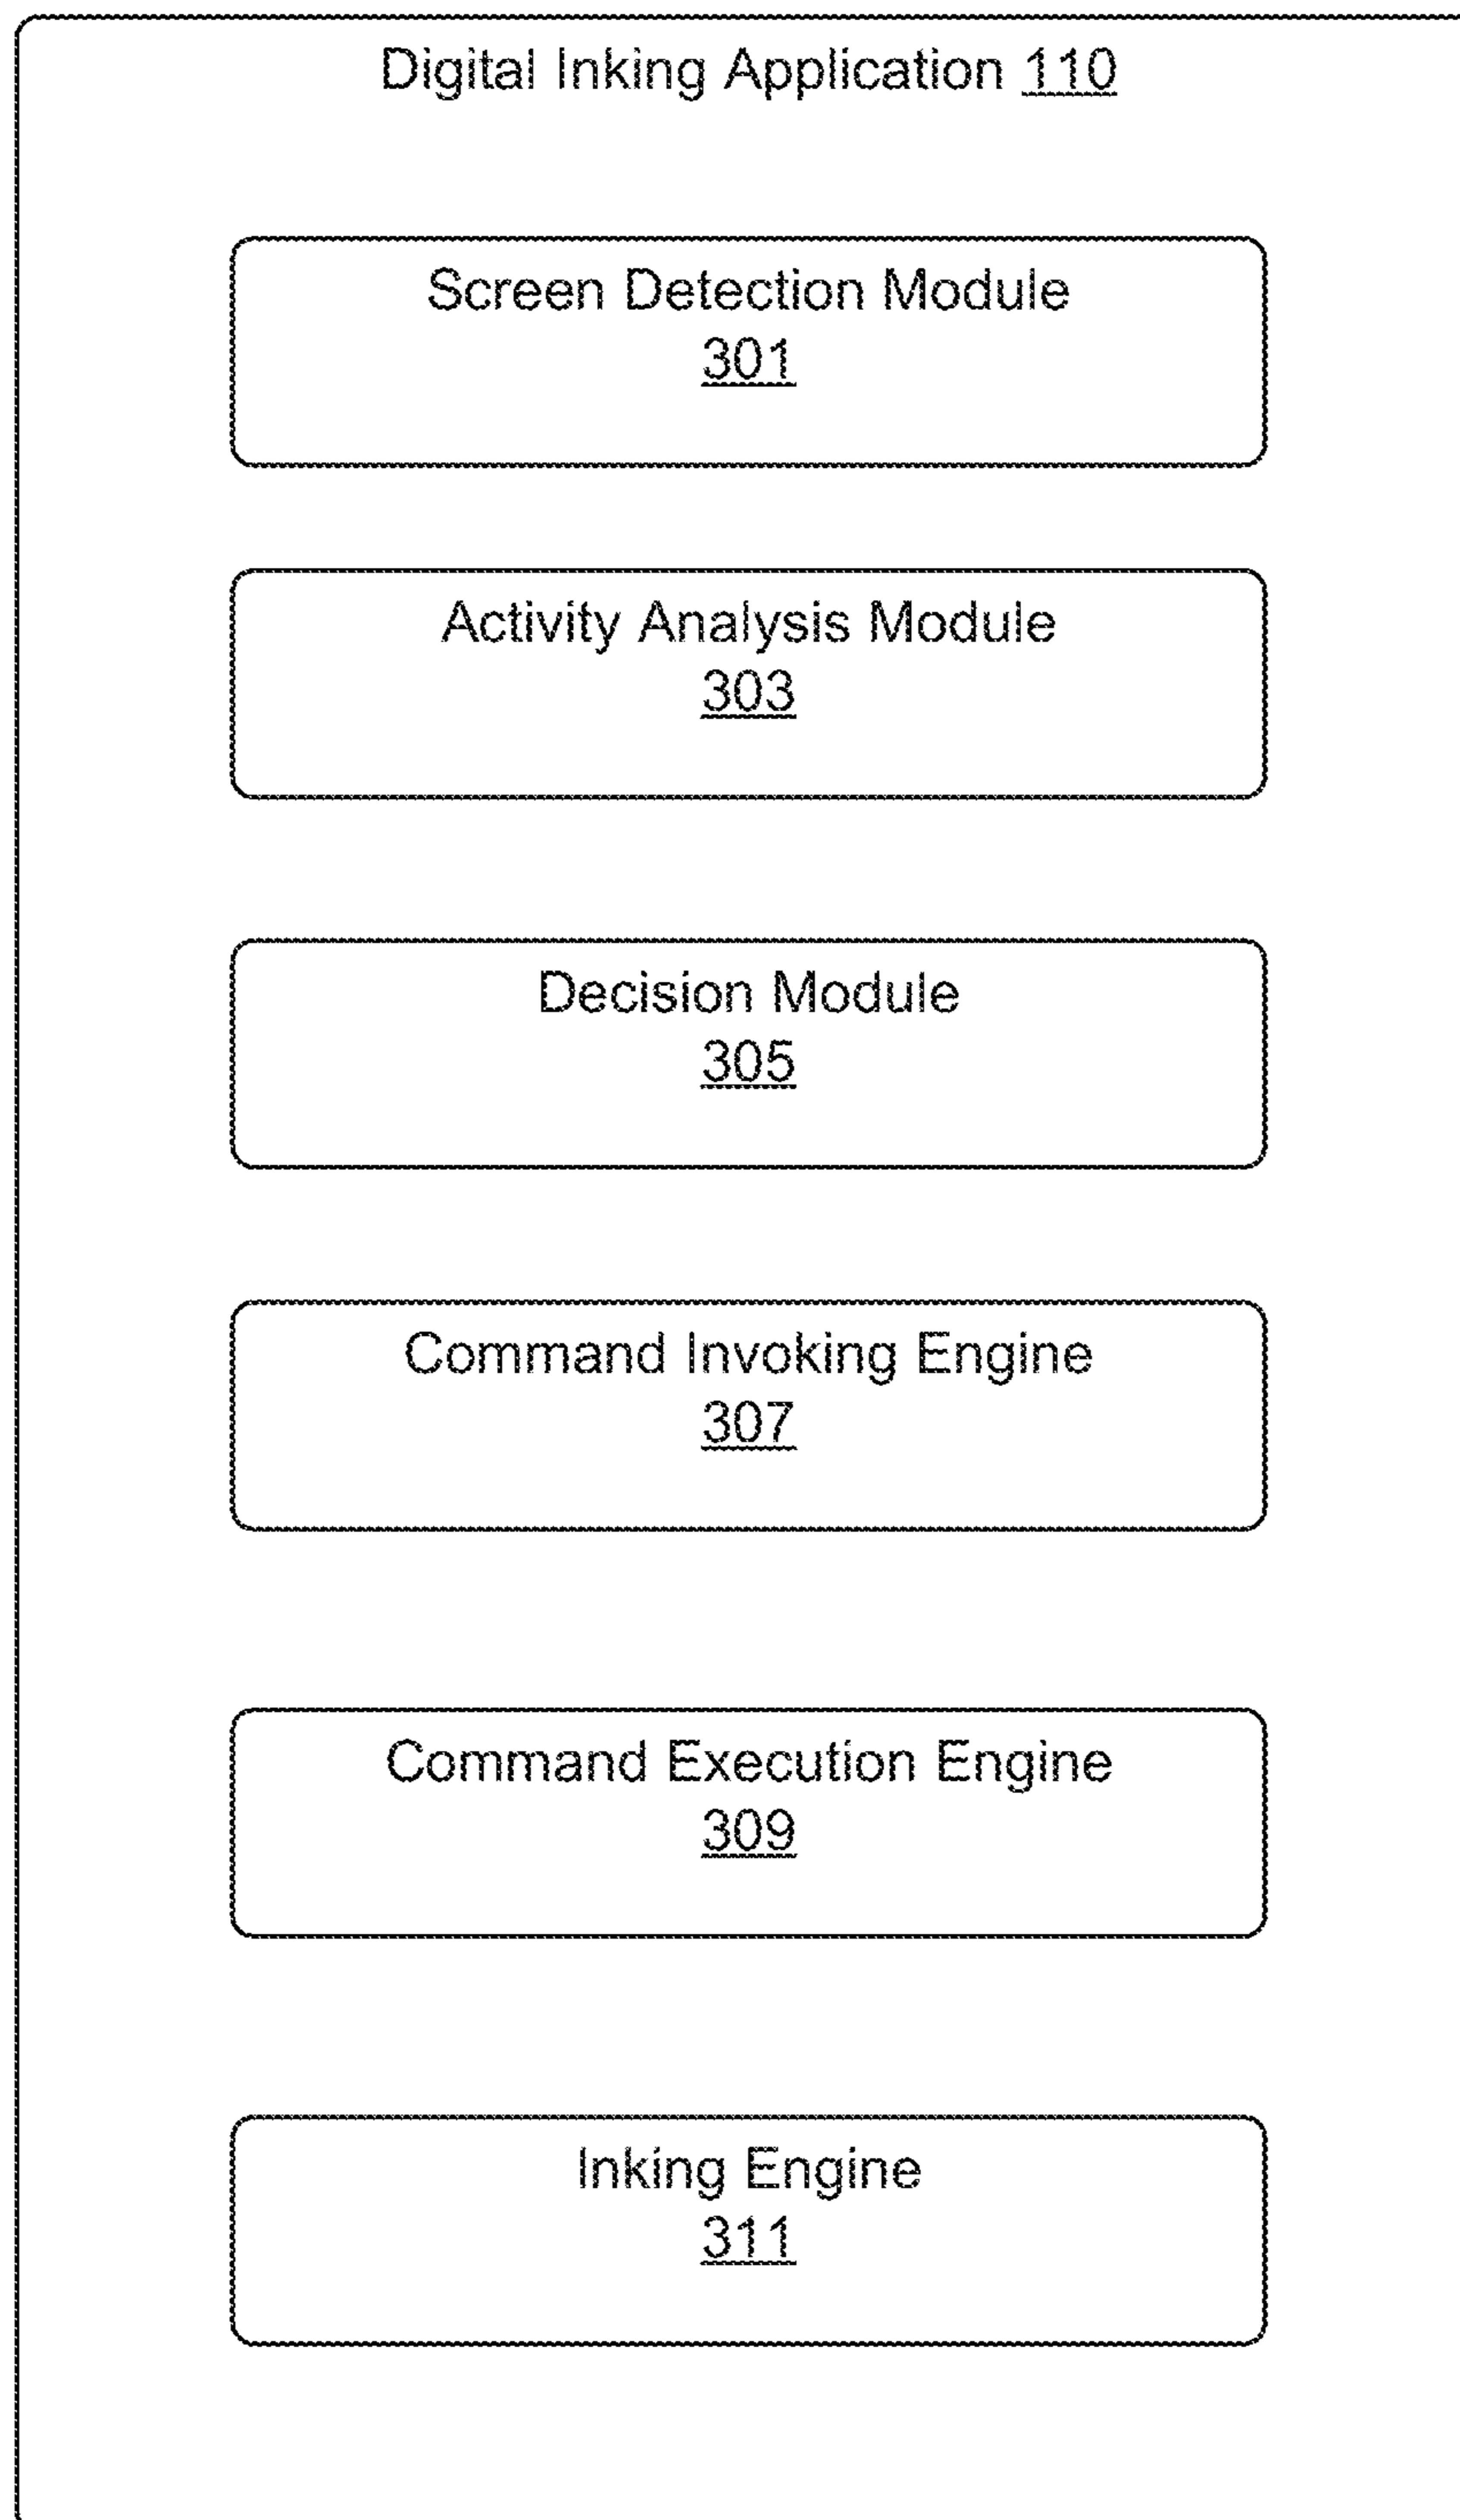 Digital Inking Application 110
Screen Detection Module
301
Activity Analysis Module
303
Decision Module
305
Command Invoking Engine
307
Command Execution Engine
309
Inking Engine
311